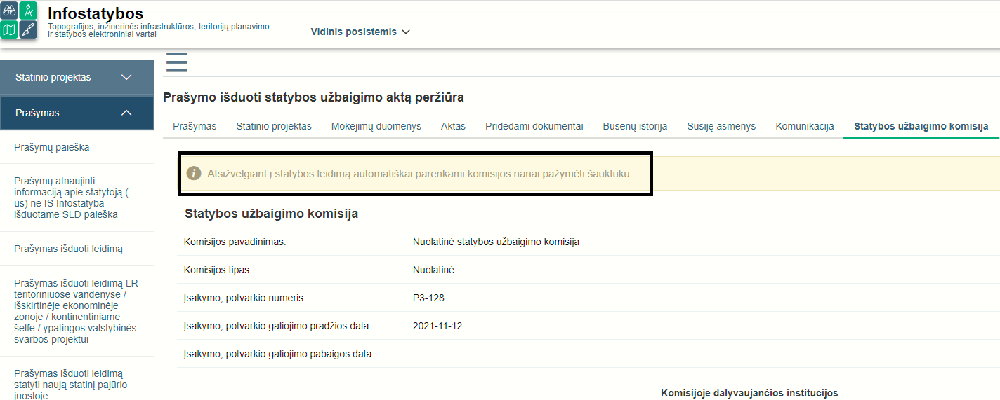 Infostatybos
Topografijos, inžinerinės infrastruktūros, teritorijų planavimo
ir statybos elektroniniai vartai
Vidinis posistemis
Statinio projektas
Prašymas
Prašymų paieška
Prašymų atnaujinti
informaciją apie statytoją (-
us) ne IS Infostatyba
išduotame SLD paieška
Prašymas išduoti leidimą
Prašymas išduoti leidimą LR
teritoriniuose vandenyse /
išskirtinėje ekonominėje
zonoje / kontinentiniame
šelfe / ypatingos valstybinės
svarbos projektui
Prašymas išduoti leidimą
statyti naują statinį pajūrio
juostoje
Prašymo išduoti statybos užbaigimo aktą peržiūra
Prašymas Statinio projektas Mokėjimų duomenys Aktas Pridedami dokumentai Būsenų istorija Susiję asmenys Komunikacija Statybos užbaigimo komisija
Atsižvelgiant į statybos leidimą automatiškai parenkami komisijos nariai pažymėti šauktuku.
Statybos užbaigimo komisija
Komisijos pavadinimas: Nuolatinė statybos užbaigimo komisija
Komisijos tipas: Nuolatinė
Įsakymo, potvarkio numeris: P3-128
Įsakymo, potvarkio galiojimo pradžios data: 2021-11-12
Įsakymo, potvarkio galiojimo pabaigos data:
Komisijoje dalyvaujančios institucijos